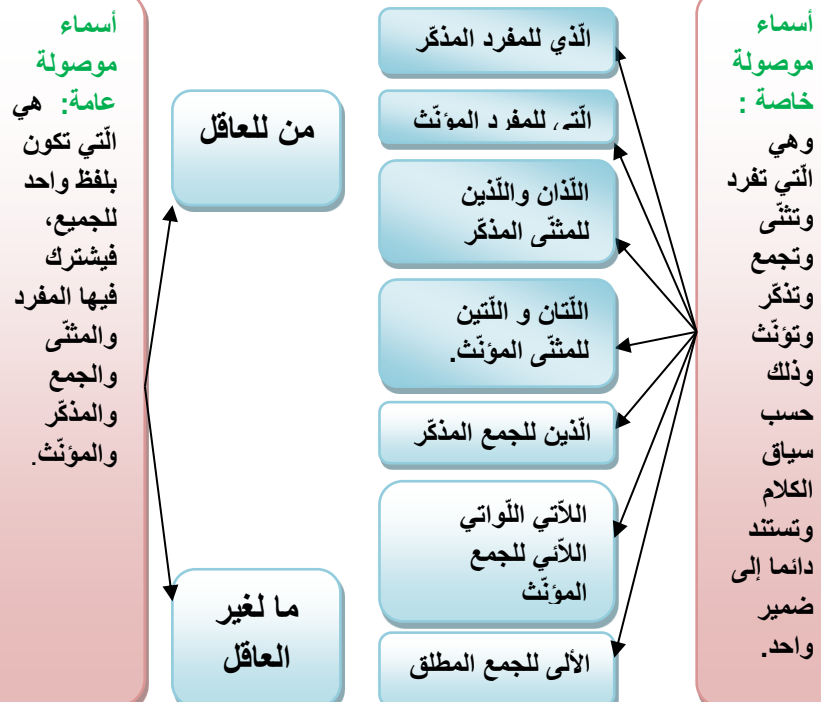 أسماء
موصولة
خاصة :
وهي
الّتي تفرد
وتثنّى
وتجمع
وتذكّر
وتؤنّث
وذلك
حسب
سياق
الكلام
وتستند
دائما إلى
ضمير
واحد.
الّذي للمفرد المذكّر
الّتي للمفرد المؤنّث
اللّذان واللّذين
للمثنّى المذكّر
اللّتان و اللّتين
للمثنّى المؤنّث.
الّذين للجمع المذكّر
اللاّتي اللّواتي
اللاّئي للجمع
المؤنّث
الألى للجمع المطلق
من للعاقل
ما لغير
العاقل
أسماء
موصولة
عامة: هي
الّتي تكون
بلفظ واحد
للجميع،
فيشترك
فيها المفرد
والمثنّى
والجمع
والمذكّر
والمؤنّث.